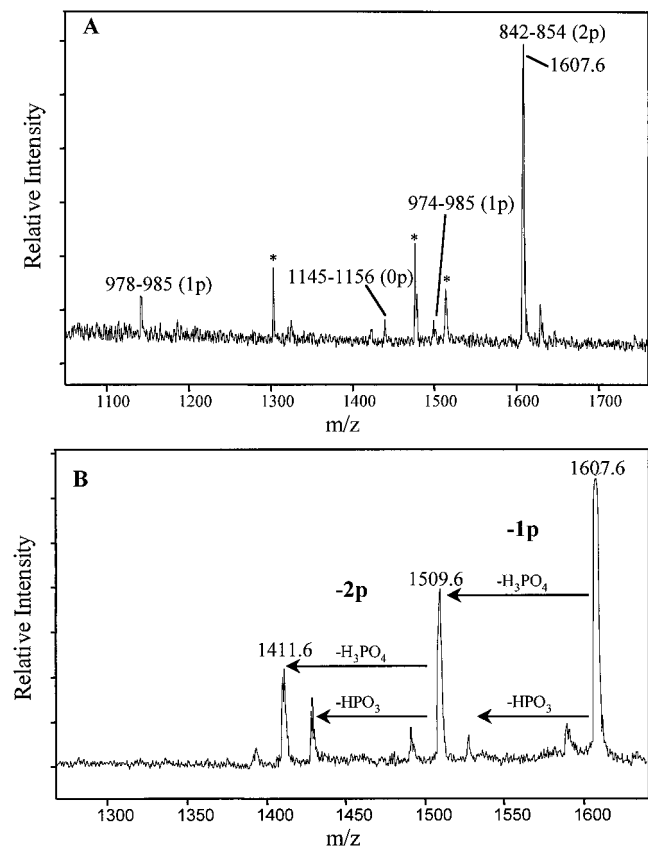 A
842-854 (2p)
1607.6
974-985 (1p)
*
*
*
978-985 (1p)
1145-1156 (0p)
Relative Intensity
1100 1200 1300 1400 1500 1600 1700
m/z
B
1607.6
-1p
1509.6
-H₃PO₄
-2p
1411.6
-H₃PO₄
-HPO₃
-HPO₃
Relative Intensity
1300 1350 1400 1450 1500 1550 1600
m/z